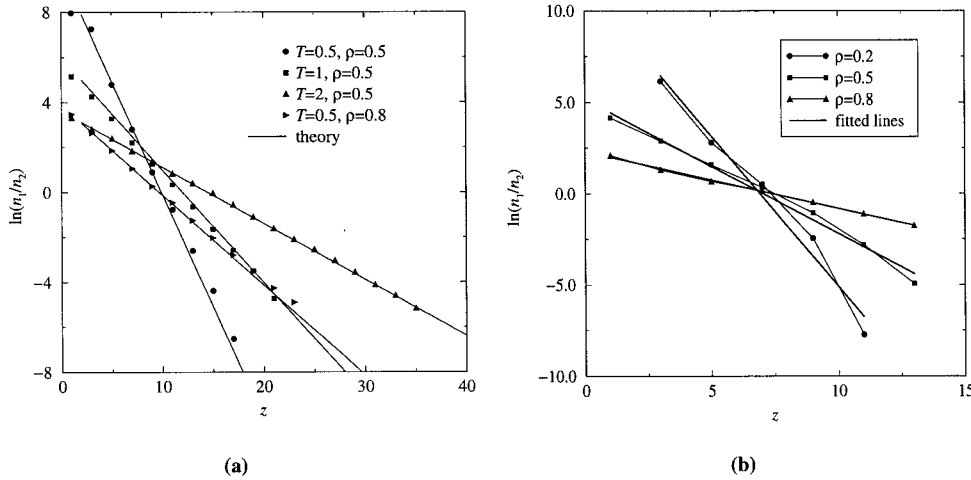 8
4
0
−4
−8
ln(n₁/n₂)
T=0.5, ρ=0.5
T=1, ρ=0.5
T=2, ρ=0.5
T=0.5, ρ=0.8
theory
0 10 20 30 40
z
(a)
10.0
5.0
0.0
−5.0
−10.0
ln(n₁/n₂)
ρ=0.2
ρ=0.5
ρ=0.8
fitted lines
0 5 10 15
z
(b)